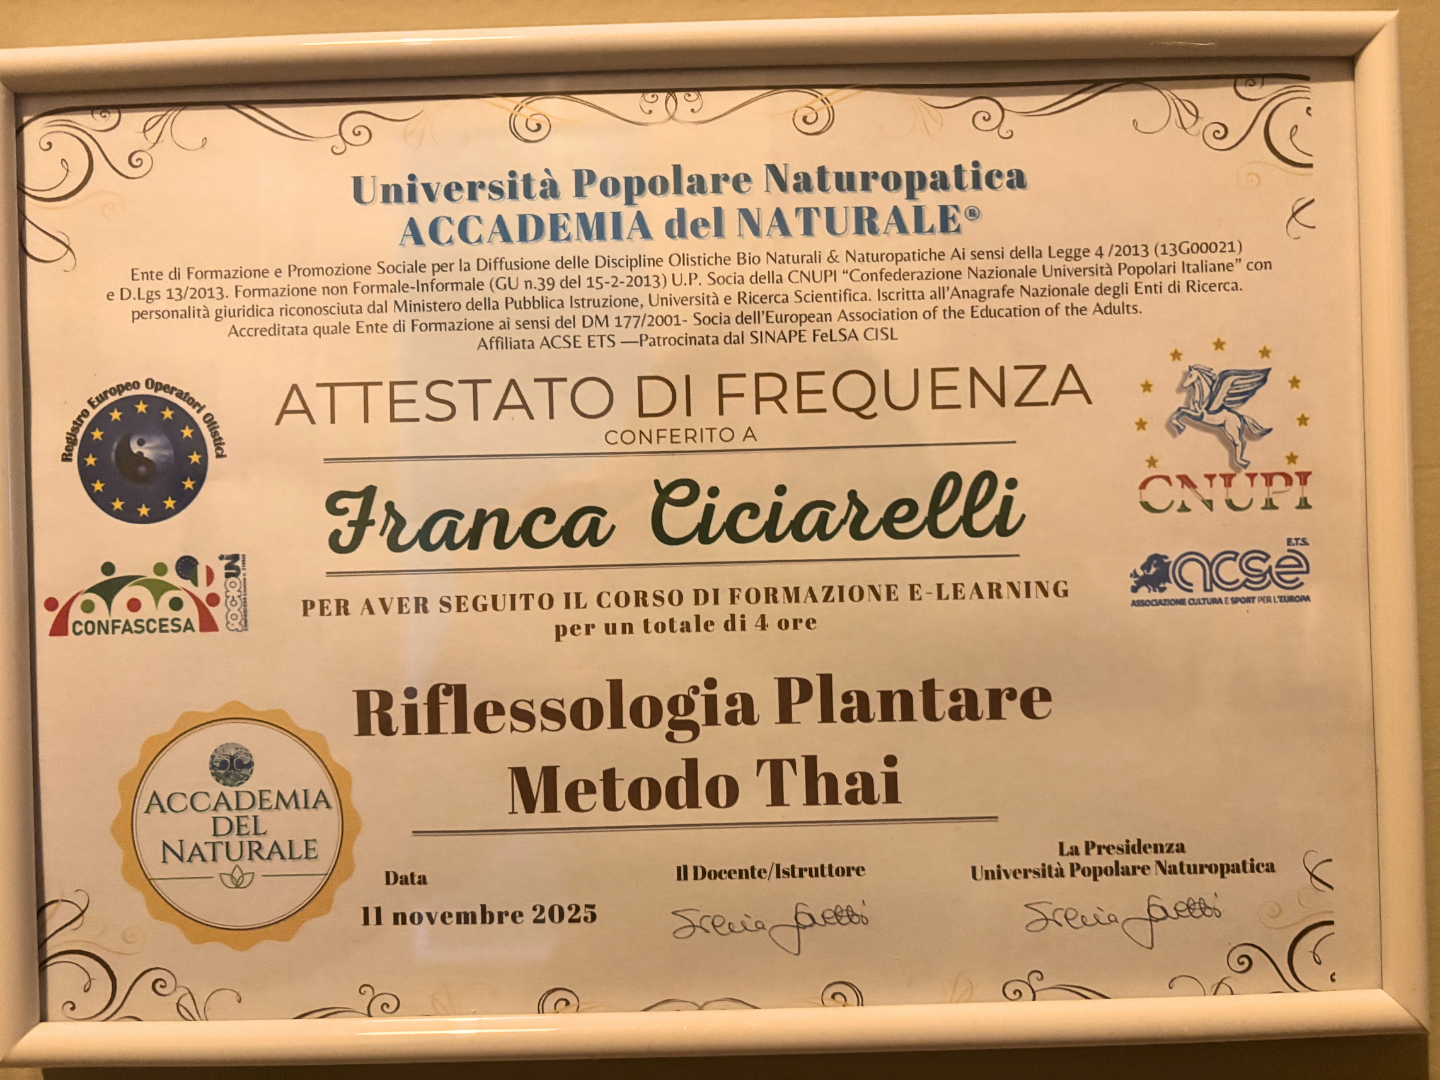 Università Popolare Naturopatica
ACCADEMIA del NATURALE®
Ente di Formazione e Promozione Sociale per la Diffusione delle Discipline Olistiche Bio Naturali & Naturopatiche Ai sensi della Legge 4 /2013 (13G00021)
e D.Lgs 13/2013. Formazione non Formale-Informale (GU n.39 del 15-2-2013) U.P. Socia della CNUPI “Confederazione Nazionale Università Popolari Italiane” con
personalità giuridica riconosciuta dal Ministero della Pubblica Istruzione, Università e Ricerca Scientifica. Iscritta all’Anagrafe Nazionale degli Enti di Ricerca.
Accreditata quale Ente di Formazione ai sensi del DM 177/2001- Socia dell’European Association of the Education of the Adults.
Affiliata ACSE ETS —Patrocinata dal SINAPE FeLSA CISL
Registro Europeo Operatori Olistici
ATTESTATO DI FREQUENZA
CONFERITO A
CNUPI
Franca Ciciarelli
CONFASCESA
E.T.S.
acse
ASSOCIAZIONE CULTURA E SPORT PER L'EUROPA
PER AVER SEGUITO IL CORSO DI FORMAZIONE E-LEARNING
per un totale di 4 ore
Riflessologia Plantare
Metodo Thai
ACCADEMIA
DEL
NATURALE
Data
11 novembre 2025
Il Docente/Istruttore
La Presidenza
Università Popolare Naturopatica